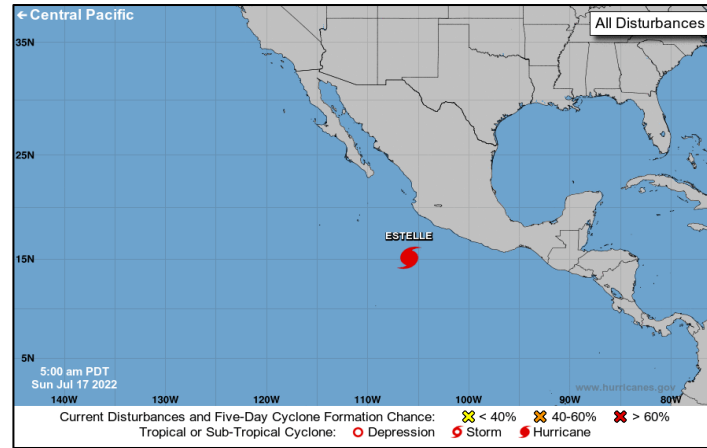 ← Central Pacific
All Disturbances
35N
25N
ESTELLE
15N
5N
5:00 am PDT
Sun Jul 17 2022
www.hurricanes.gov
140W 130W 120W 110W 100W 90W 80W
Current Disturbances and Five-Day Cyclone Formation Chance: < 40% 40-60% > 60%
Tropical or Sub-Tropical Cyclone: Depression Storm Hurricane